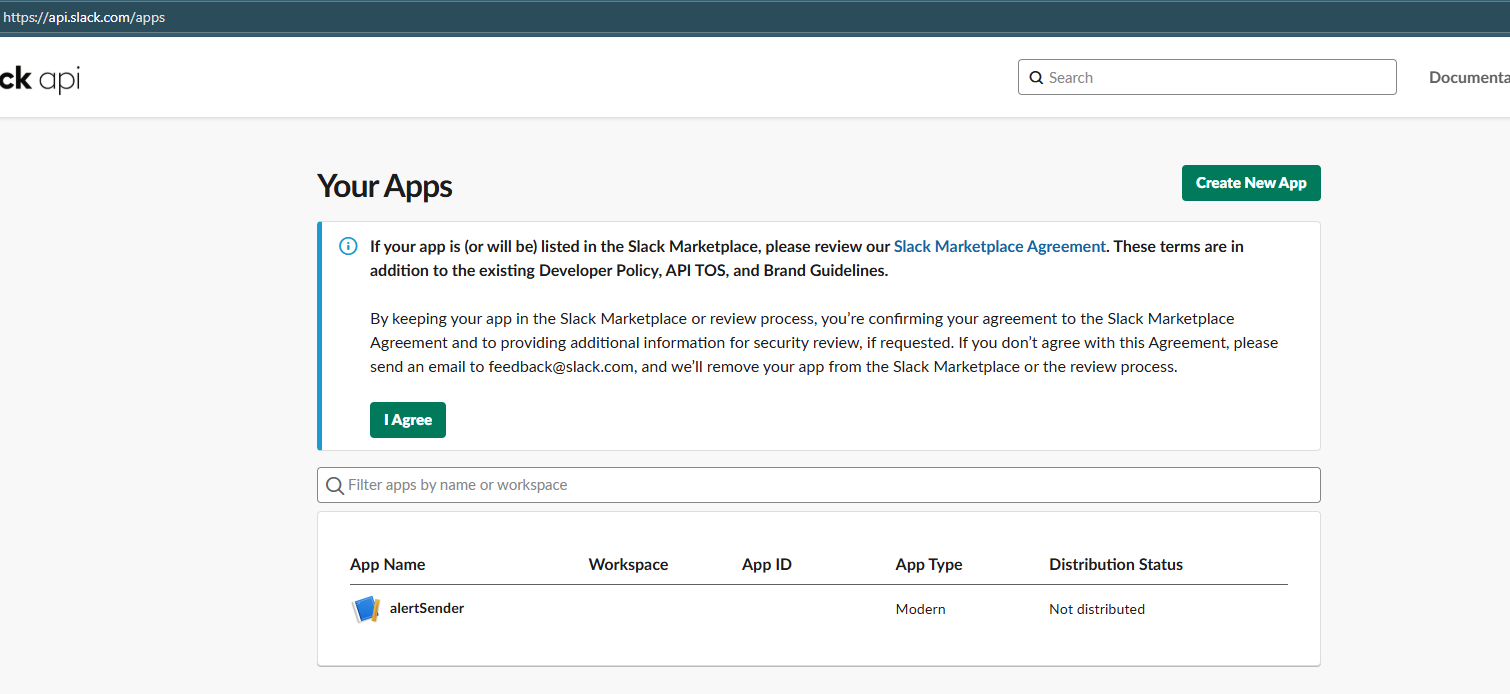 https://api.slack.com/apps
ck api
Search
Documenta
Your Apps
Create New App
If your app is (or will be) listed in the Slack Marketplace, please review our Slack Marketplace Agreement. These terms are in
addition to the existing Developer Policy, API TOS, and Brand Guidelines.
By keeping your app in the Slack Marketplace or review process, you're confirming your agreement to the Slack Marketplace
Agreement and to providing additional information for security review, if requested. If you don't agree with this Agreement, please
send an email to feedback@slack.com, and we'll remove your app from the Slack Marketplace or the review process.
I Agree
Filter apps by name or workspace
App Name Workspace App ID App Type Distribution Status
alertSender Modern Not distributed